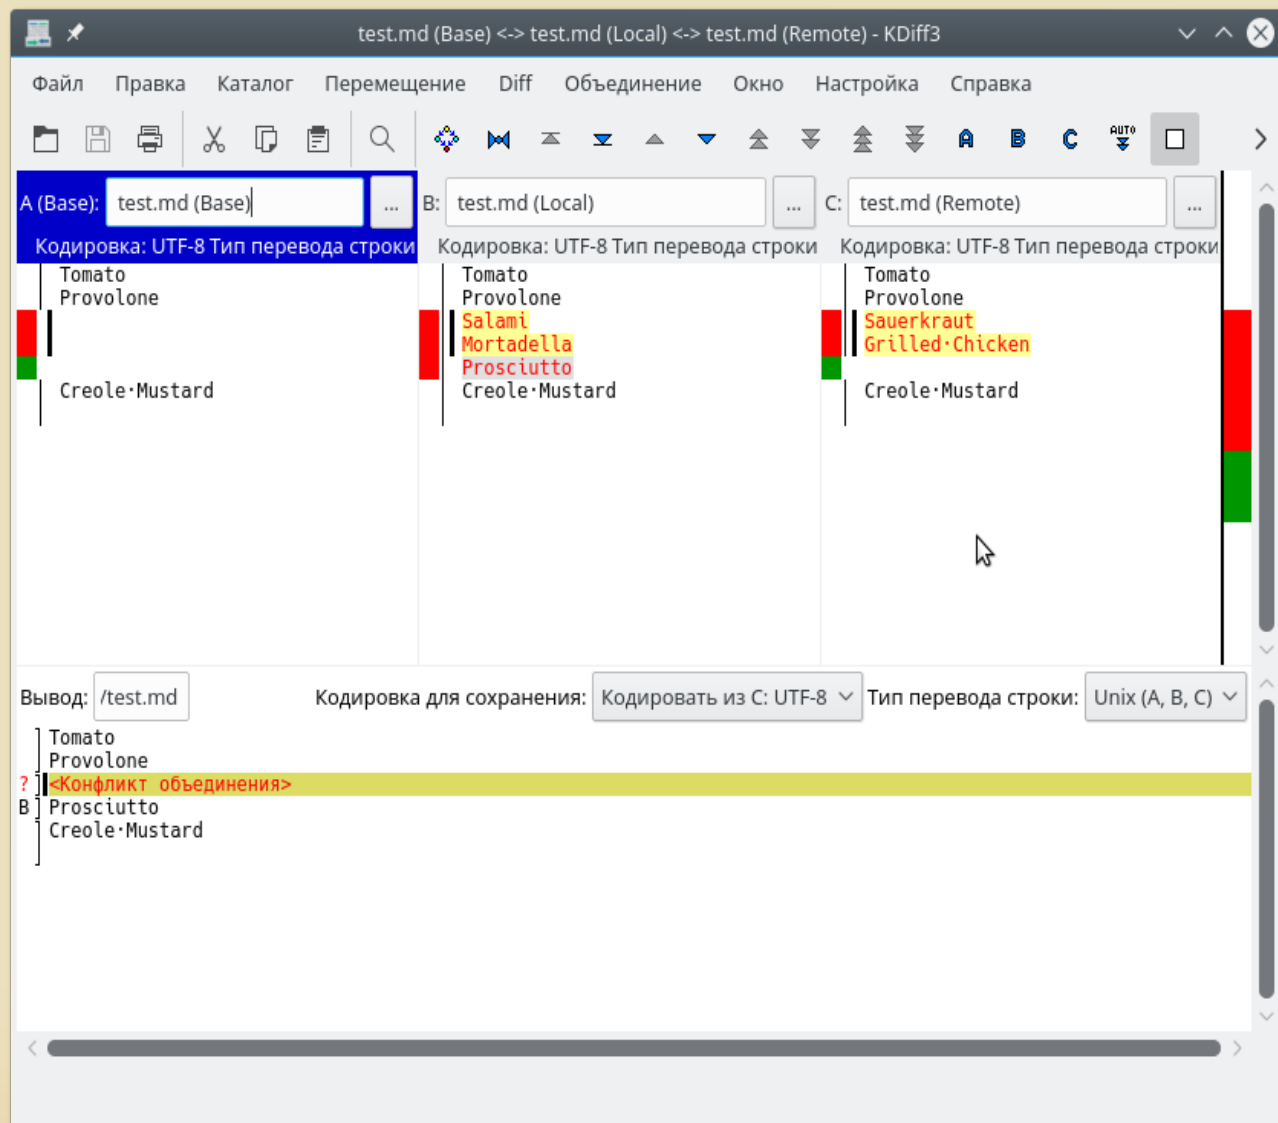 test.md (Base) <-> test.md (Local) <-> test.md (Remote) - KDiff3
Файл Правка Каталог Перемещение Diff Объединение Окно Настройка Справка
A B C AUTO
A (Base): test.md (Base) ... B: test.md (Local) ... C: test.md (Remote) ...
Кодировка: UTF-8 Тип перевода строки Кодировка: UTF-8 Тип перевода строки Кодировка: UTF-8 Тип перевода строки
Tomato Tomato Tomato
Provolone Provolone Provolone
Salami Sauerkraut
Mortadella Grilled·Chicken
Prosciutto
Creole·Mustard Creole·Mustard Creole·Mustard
Вывод: /test.md Кодировка для сохранения: Кодировать из C: UTF-8 Тип перевода строки: Unix (A, B, C)
Tomato
Provolone
? <Конфликт объединения>
B Prosciutto
Creole·Mustard